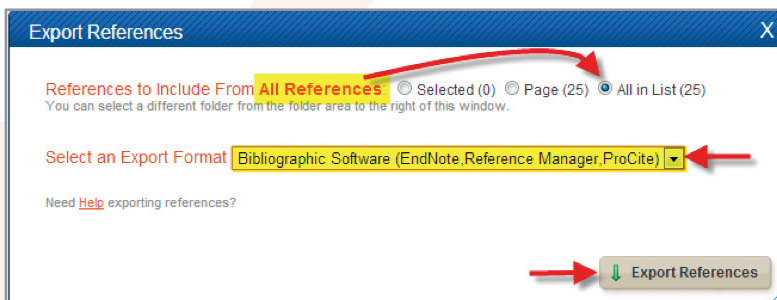 Export References X
References to Include From All References: Selected (0) Page (25) All in List (25)
You can select a different folder from the folder area to the right of this window.
Select an Export Format Bibliographic Software (EndNote,Reference Manager,ProCite)
Need Help exporting references?
Export References